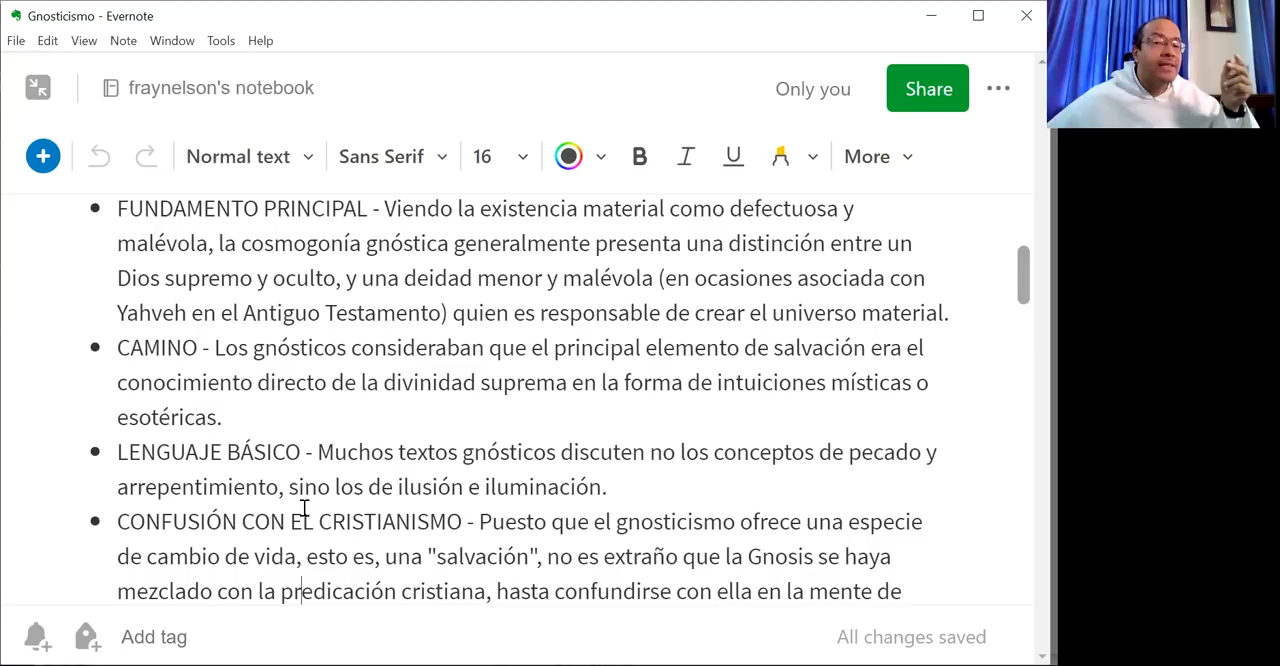 Gnosticismo - Evernote
File Edit View Note Window Tools Help
fraynelson's notebook
Only you
Share
Normal text
Sans Serif
16
B
I
U
More
FUNDAMENTO PRINCIPAL - Viendo la existencia material como defectuosa y
malévola, la cosmogonía gnóstica generalmente presenta una distinción entre un
Dios supremo y oculto, y una deidad menor y malévola (en ocasiones asociada con
Yahveh en el Antiguo Testamento) quien es responsable de crear el universo material.
CAMINO - Los gnósticos consideraban que el principal elemento de salvación era el
conocimiento directo de la divinidad suprema en la forma de intuiciones místicas o
esotéricas.
LENGUAJE BÁSICO - Muchos textos gnósticos discuten no los conceptos de pecado y
arrepentimiento, sino los de ilusión e iluminación.
CONFUSIÓN CON EL CRISTIANISMO - Puesto que el gnosticismo ofrece una especie
de cambio de vida, esto es, una "salvación", no es extraño que la Gnosis se haya
mezclado con la predicación cristiana, hasta confundirse con ella en la mente de
Add tag
All changes saved